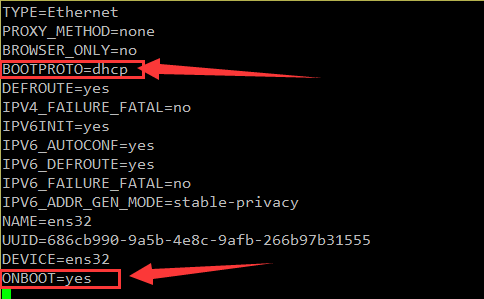 TYPE=Ethernet
PROXY_METHOD=none
BROWSER_ONLY=no
BOOTPROTO=dhcp
DEFROUTE=yes
IPV4_FAILURE_FATAL=no
IPV6INIT=yes
IPV6_AUTOCONF=yes
IPV6_DEFROUTE=yes
IPV6_FAILURE_FATAL=no
IPV6_ADDR_GEN_MODE=stable-privacy
NAME=ens32
UUID=686cb990-9a5b-4e8c-9afb-266b97b31555
DEVICE=ens32
ONBOOT=yes